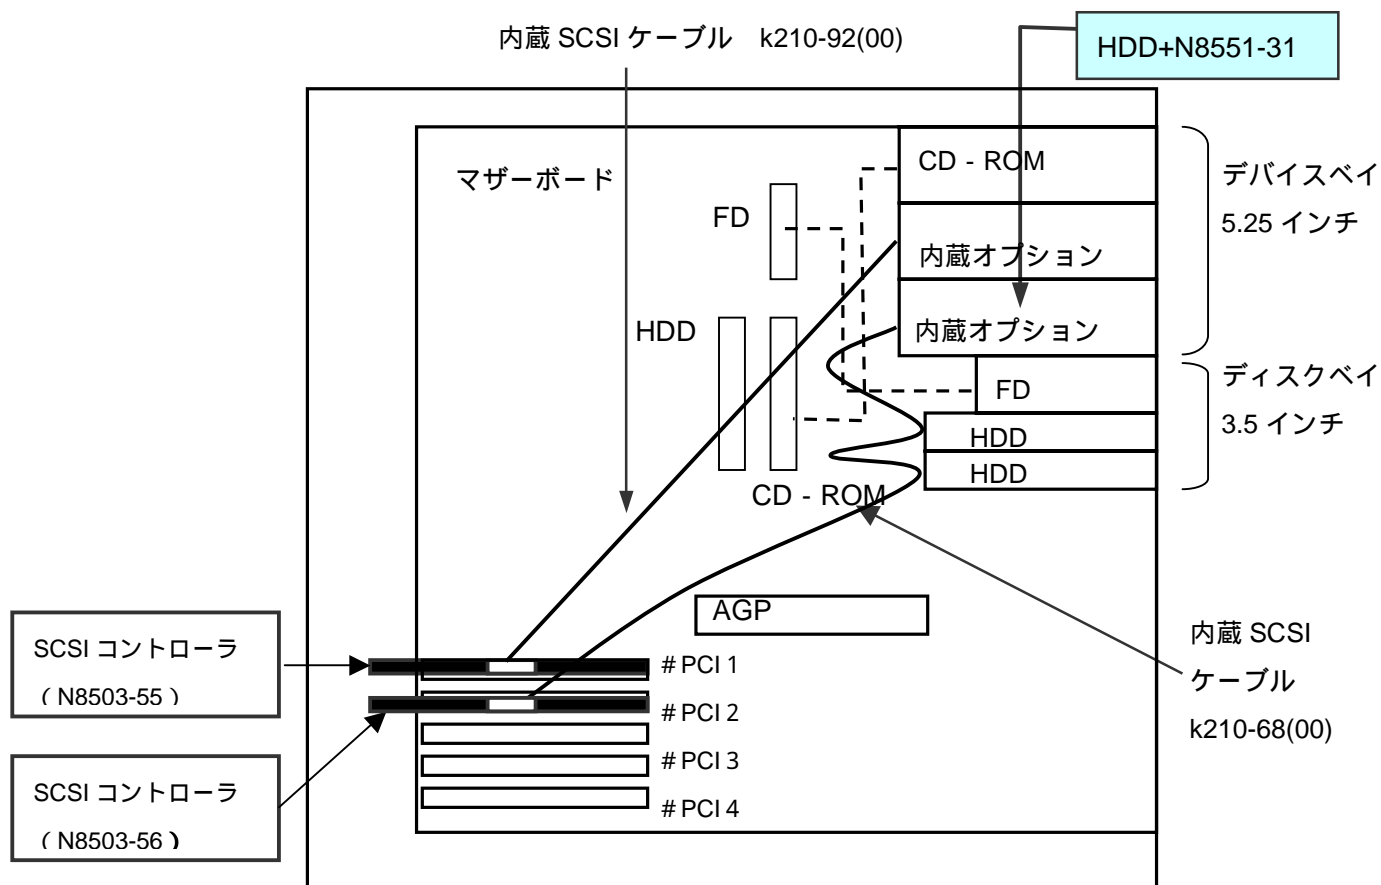 内蔵 SCSI ケーブル　k210-92(00)
HDD+N8551-31
マザーボード
CD - ROM
FD
内蔵オプション
内蔵オプション
デバイスベイ
5.25 インチ
HDD
FD
HDD
HDD
ディスクベイ
3.5 インチ
CD - ROM
AGP
SCSI コントローラ
（N8503-55）
#PCI 1
#PCI 2
#PCI 3
#PCI 4
SCSI コントローラ
（N8503-56）
内蔵 SCSI
ケーブル
k210-68(00)